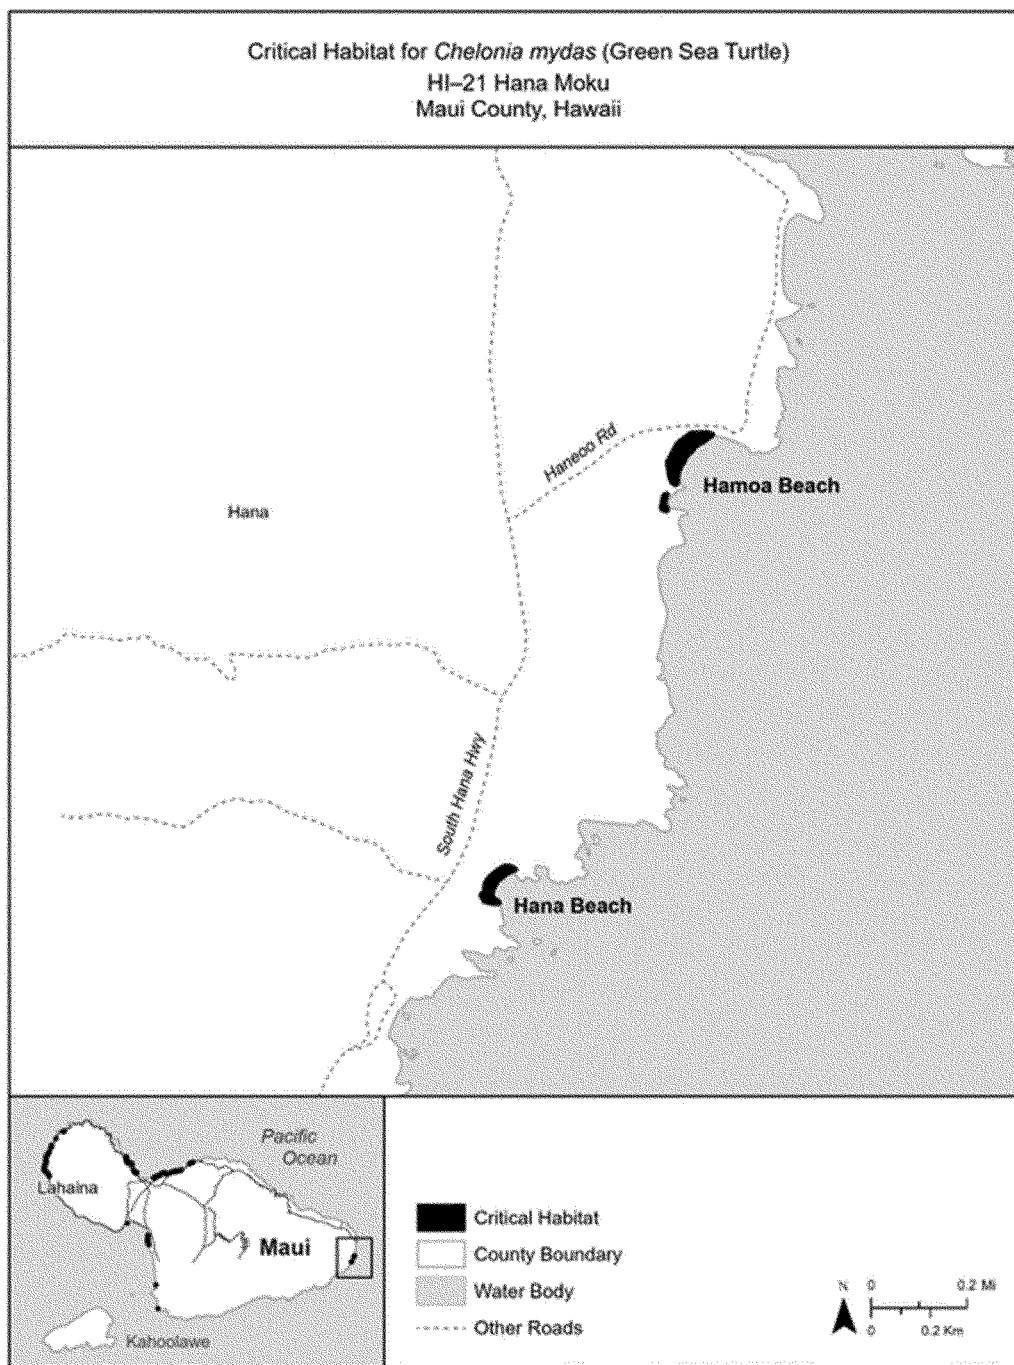 Critical Habitat for Chelonia mydas (Green Sea Turtle)
HI–21 Hana Moku
Maui County, Hawaii
Haneoo Rd
Hamoa Beach
Hana
South Hana Hwy
Hana Beach
Pacific
Ocean
Lahaina
Maui
Kahoolawe
Critical Habitat
County Boundary
Water Body
Other Roads
N
0 0.2 Mi
0 0.2 Km